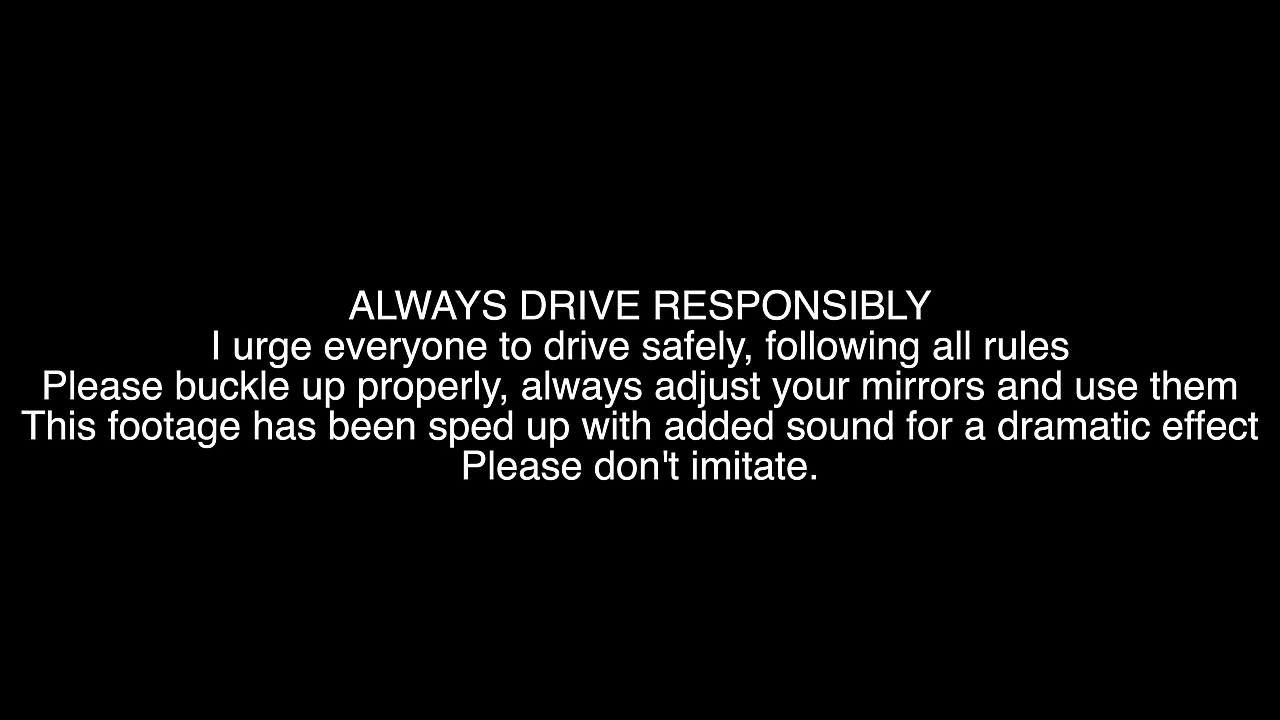 ALWAYS DRIVE RESPONSIBLY
I urge everyone to drive safely, following all rules
Please buckle up properly, always adjust your mirrors and use them
This footage has been sped up with added sound for a dramatic effect
Please don't imitate.